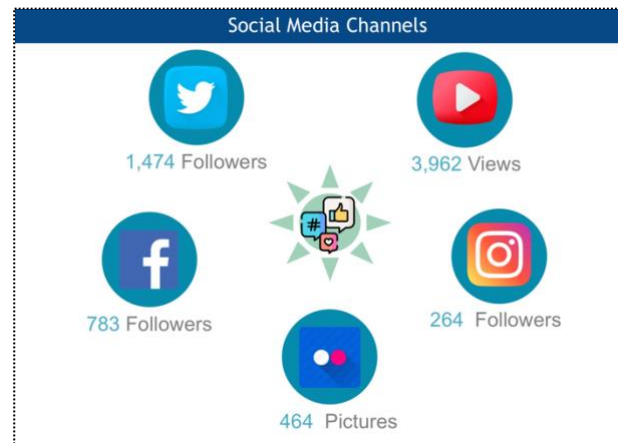 Social Media Channels
1,474 Followers
3,962 Views
#
f
783 Followers
264 Followers
464 Pictures